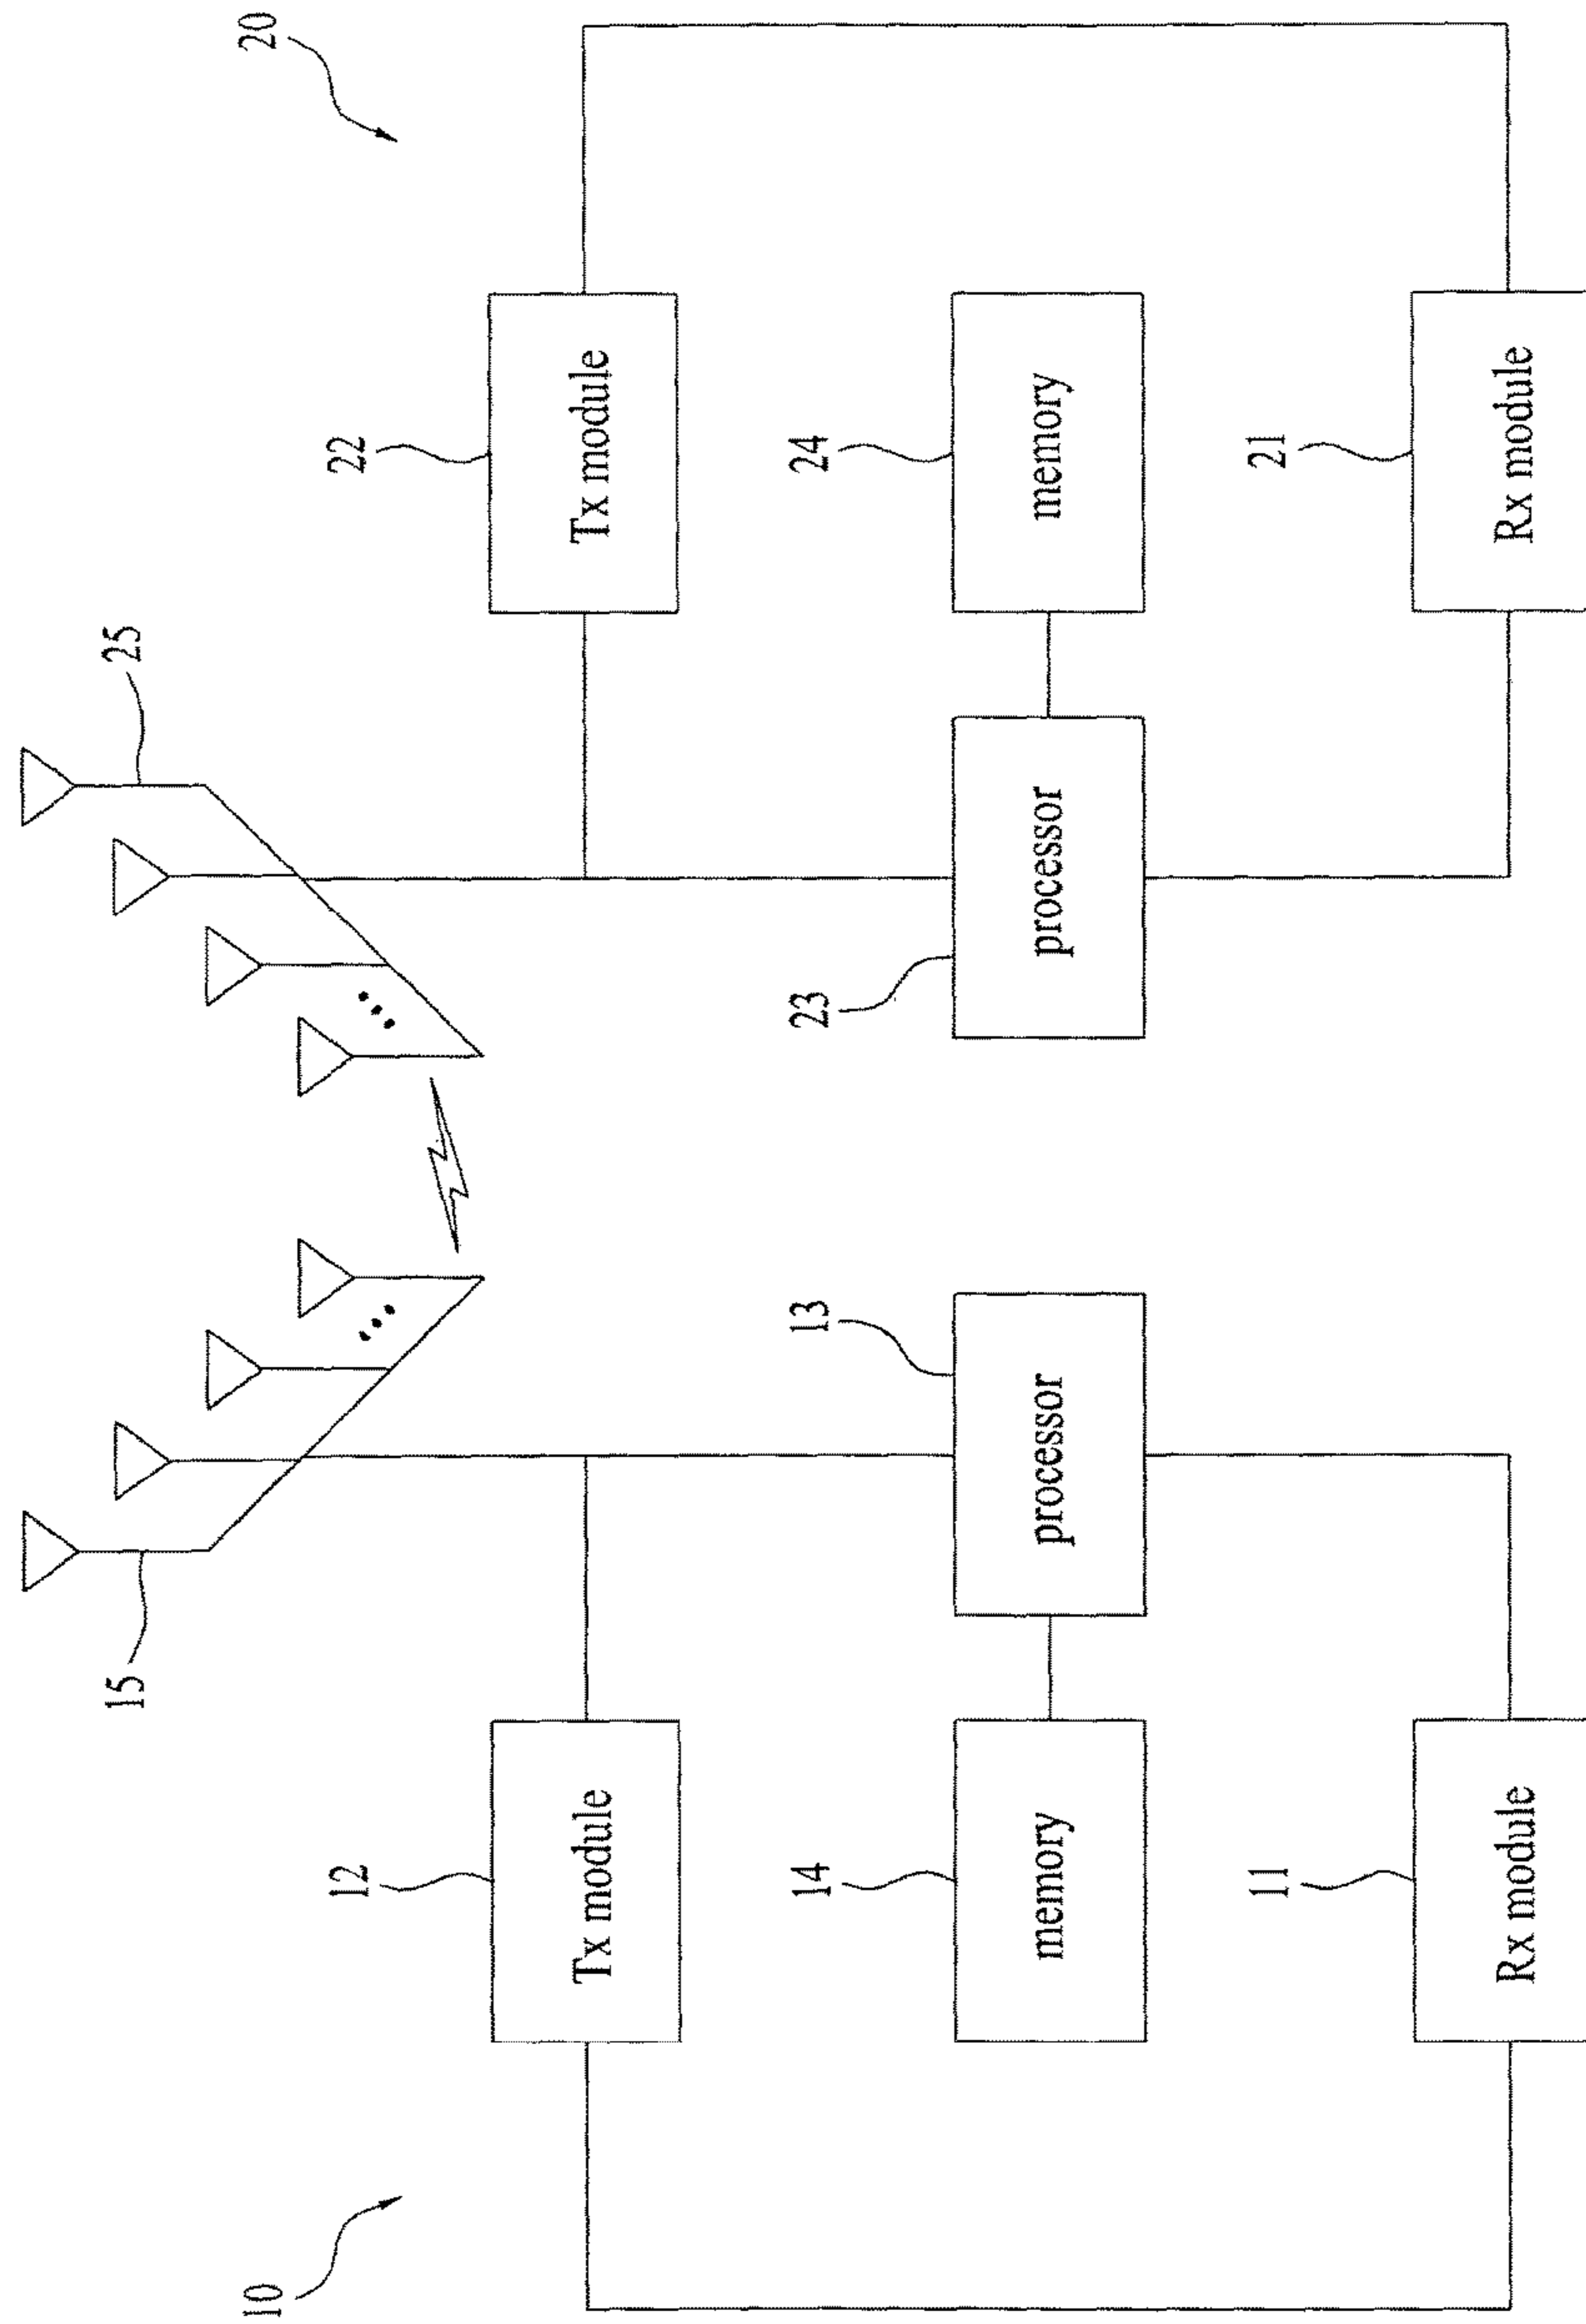 10
20
15
25
12
Tx module
22
Tx module
13
processor
23
processor
14
memory
24
memory
11
Rx module
21
Rx module